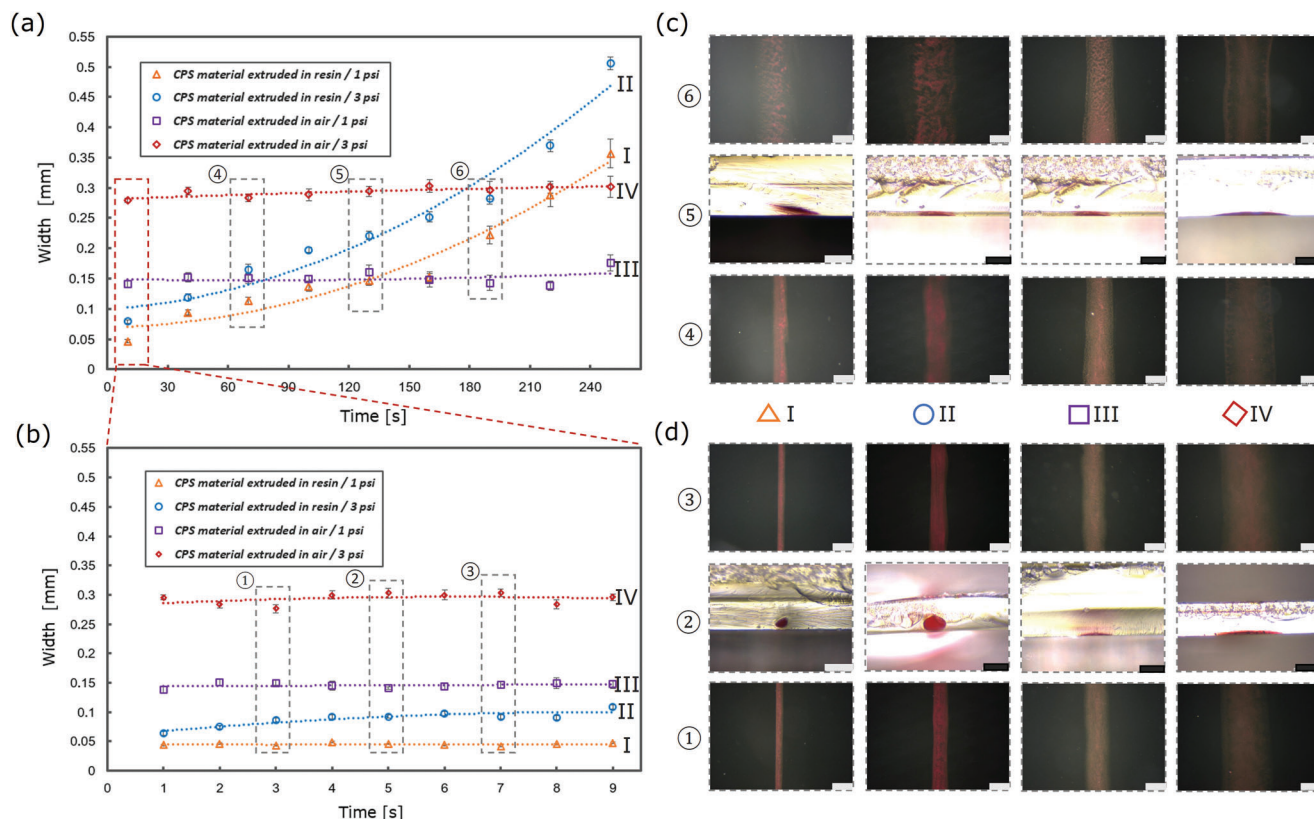 (a)
0.55
0.5
0.45
0.4
0.35
0.3
0.25
0.2
0.15
0.1
0.05
0
Width [mm]
CPS material extruded in resin / 1 psi
CPS material extruded in resin / 3 psi
CPS material extruded in air / 1 psi
CPS material extruded in air / 3 psi
④
⑤
⑥
II
I
IV
III
0 30 60 90 120 150 180 210 240
Time [s]
(b)
0.55
0.5
0.45
0.4
0.35
0.3
0.25
0.2
0.15
0.1
0.05
0
Width [mm]
CPS material extruded in resin / 1 psi
CPS material extruded in resin / 3 psi
CPS material extruded in air / 1 psi
CPS material extruded in air / 3 psi
①
②
③
IV
III
II
I
1 2 3 4 5 6 7 8 9
Time [s]
(c)
⑥
⑤
④
I II III IV
(d)
③
②
①